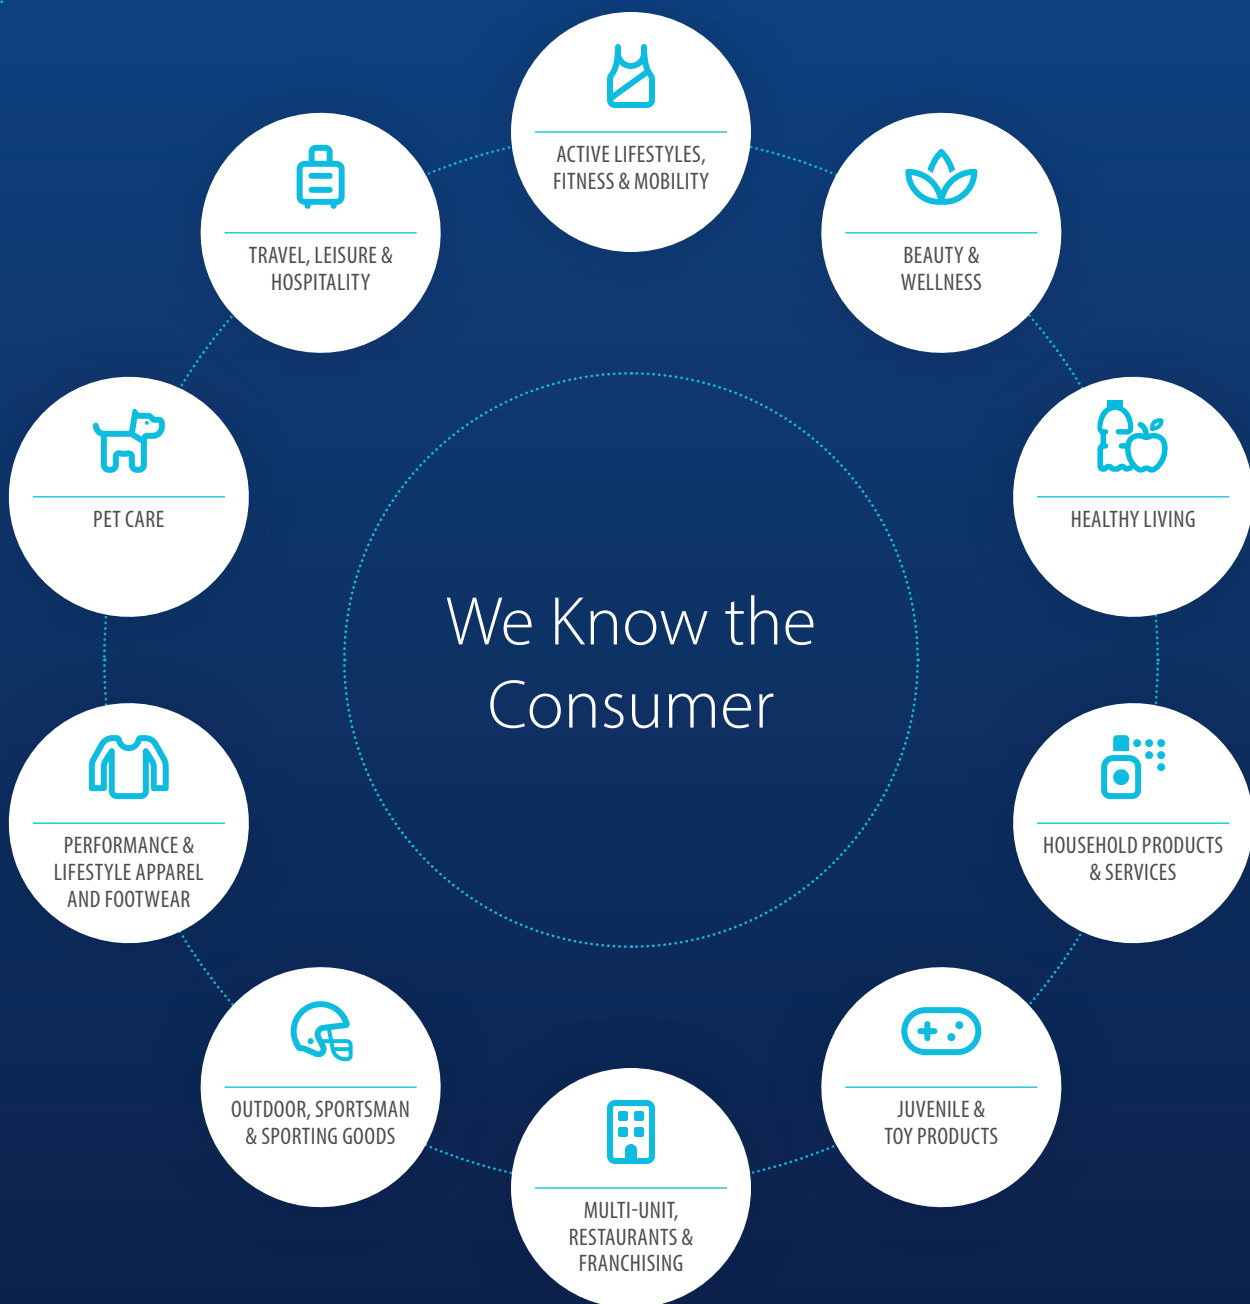 ACTIVE LIFESTYLES,
FITNESS & MOBILITY
BEAUTY &
WELLNESS
HEALTHY LIVING
HOUSEHOLD PRODUCTS
& SERVICES
JUVENILE &
TOY PRODUCTS
MULTI-UNIT,
RESTAURANTS &
FRANCHISING
OUTDOOR, SPORTSMAN
& SPORTING GOODS
PERFORMANCE &
LIFESTYLE APPAREL
AND FOOTWEAR
PET CARE
TRAVEL, LEISURE &
HOSPITALITY
We Know the
Consumer